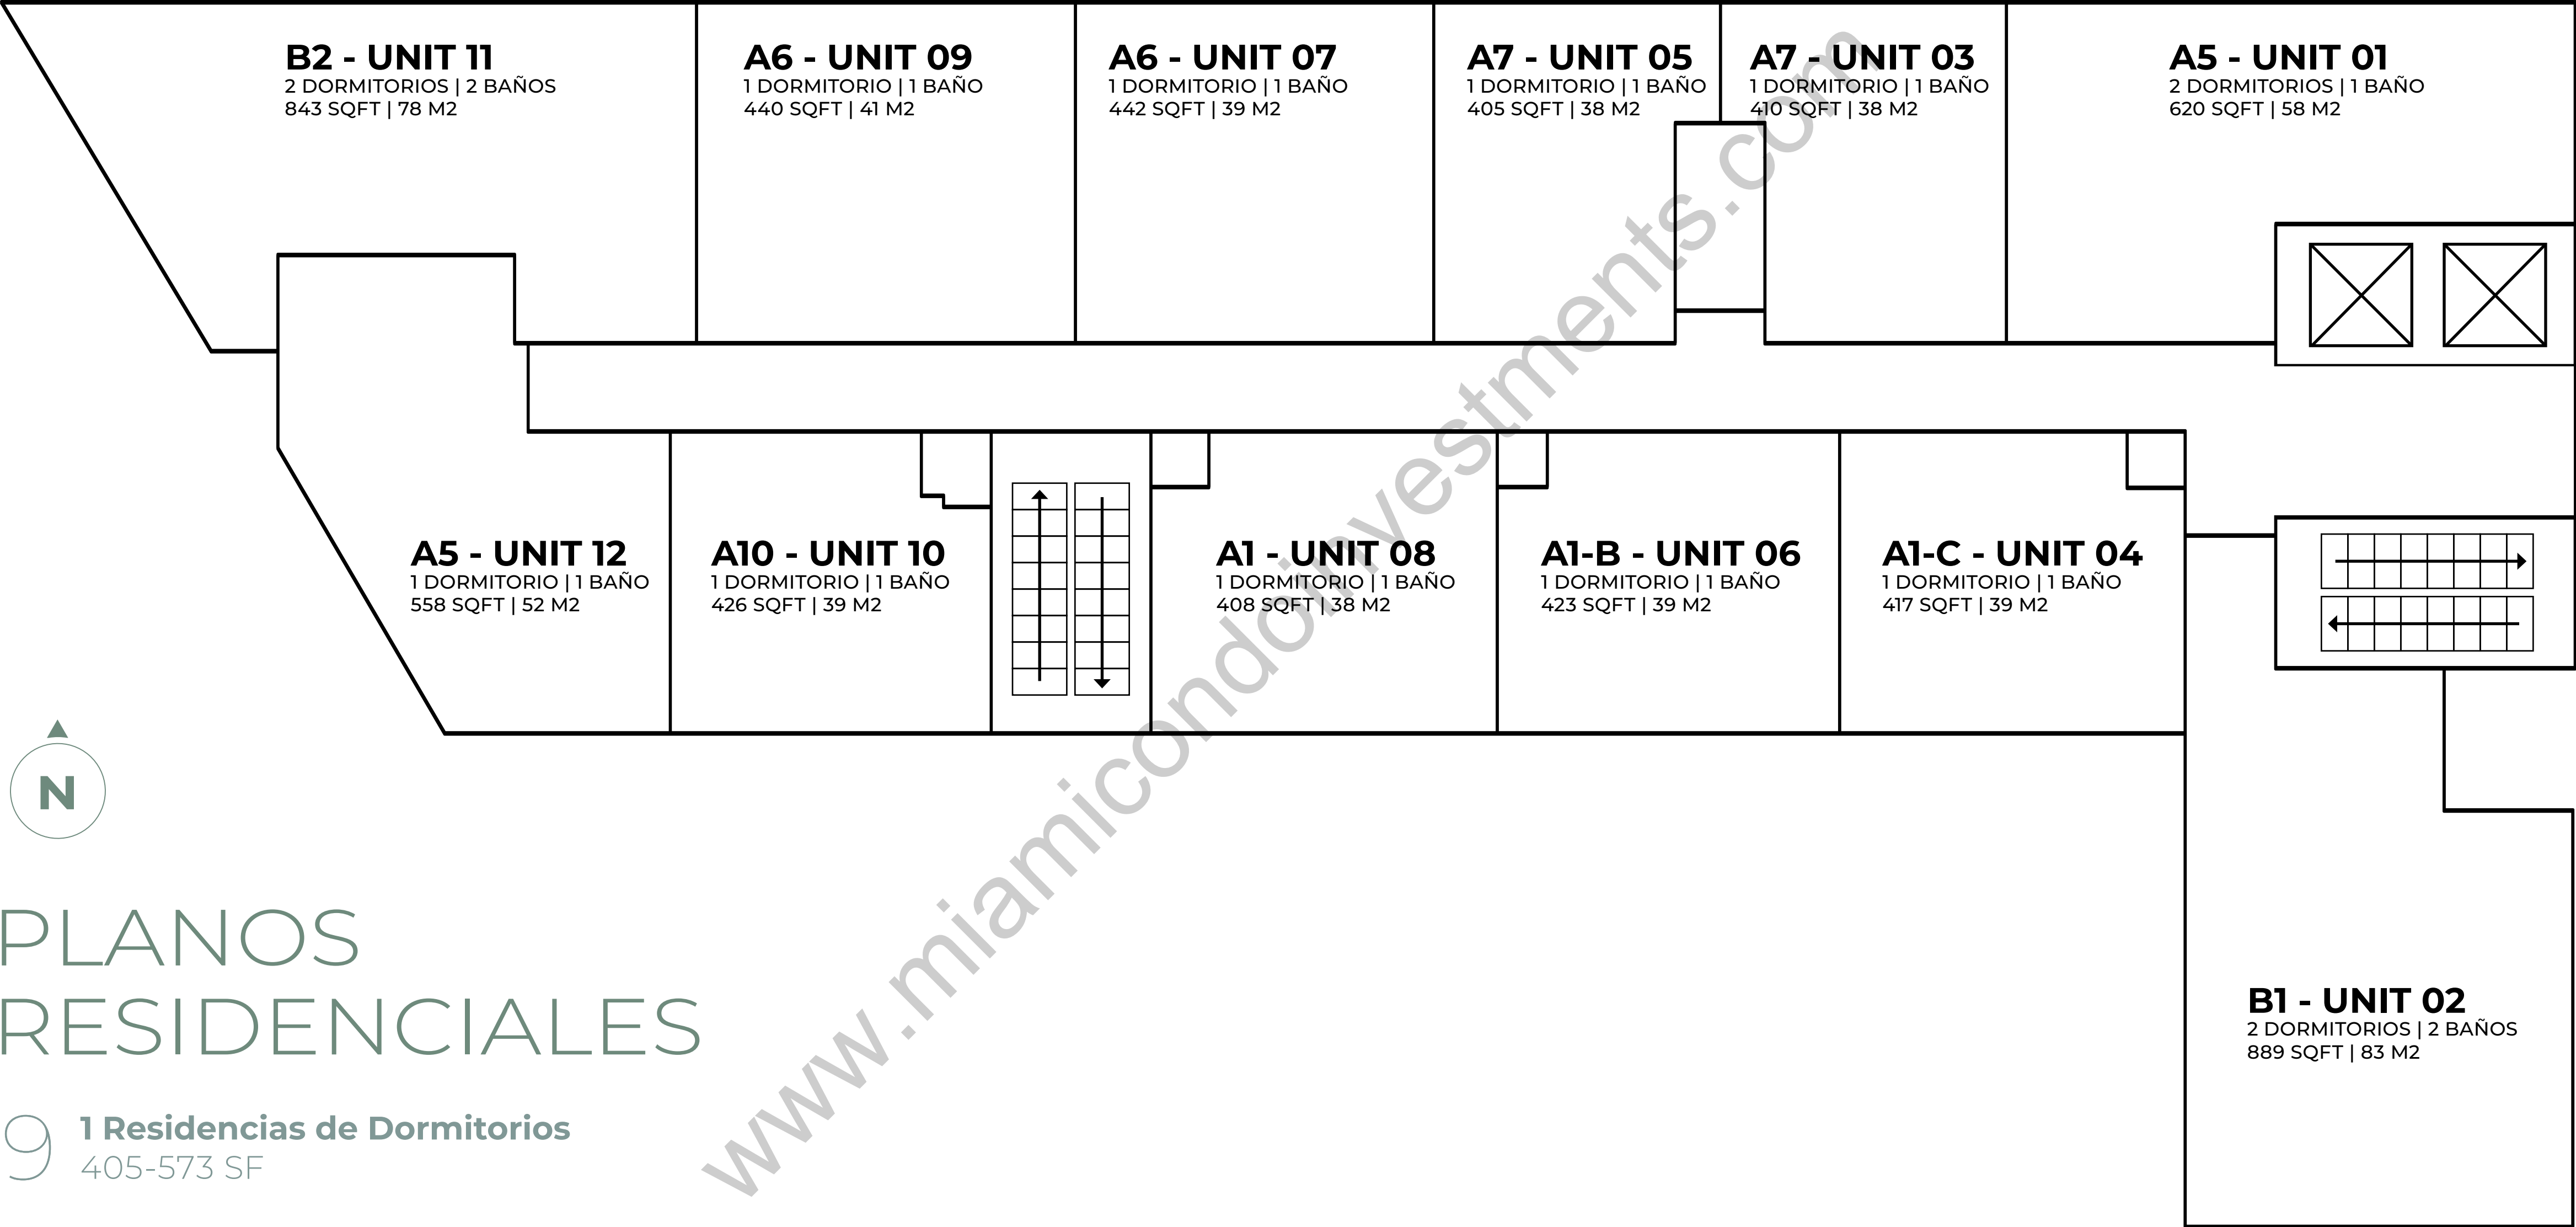 B2 - UNIT 11
2 DORMITORIOS | 2 BAÑOS
843 SQFT | 78 M2
A6 - UNIT 09
1 DORMITORIO | 1 BAÑO
440 SQFT | 41 M2
A6 - UNIT 07
1 DORMITORIO | 1 BAÑO
442 SQFT | 39 M2
A7 - UNIT 05
1 DORMITORIO | 1 BAÑO
405 SQFT | 38 M2
A7 - UNIT 03
1 DORMITORIO | 1 BAÑO
410 SQFT | 38 M2
A5 - UNIT 01
2 DORMITORIOS | 1 BAÑO
620 SQFT | 58 M2
A5 - UNIT 12
1 DORMITORIO | 1 BAÑO
558 SQFT | 52 M2
A10 - UNIT 10
1 DORMITORIO | 1 BAÑO
426 SQFT | 39 M2
A1 - UNIT 08
1 DORMITORIO | 1 BAÑO
408 SQFT | 38 M2
A1-B - UNIT 06
1 DORMITORIO | 1 BAÑO
423 SQFT | 39 M2
A1-C - UNIT 04
1 DORMITORIO | 1 BAÑO
417 SQFT | 39 M2
B1 - UNIT 02
2 DORMITORIOS | 2 BAÑOS
889 SQFT | 83 M2
N
PLANOS
RESIDENCIALES
9 1 Residencias de Dormitorios
405-573 SF
www.miamicondoinvestments.com